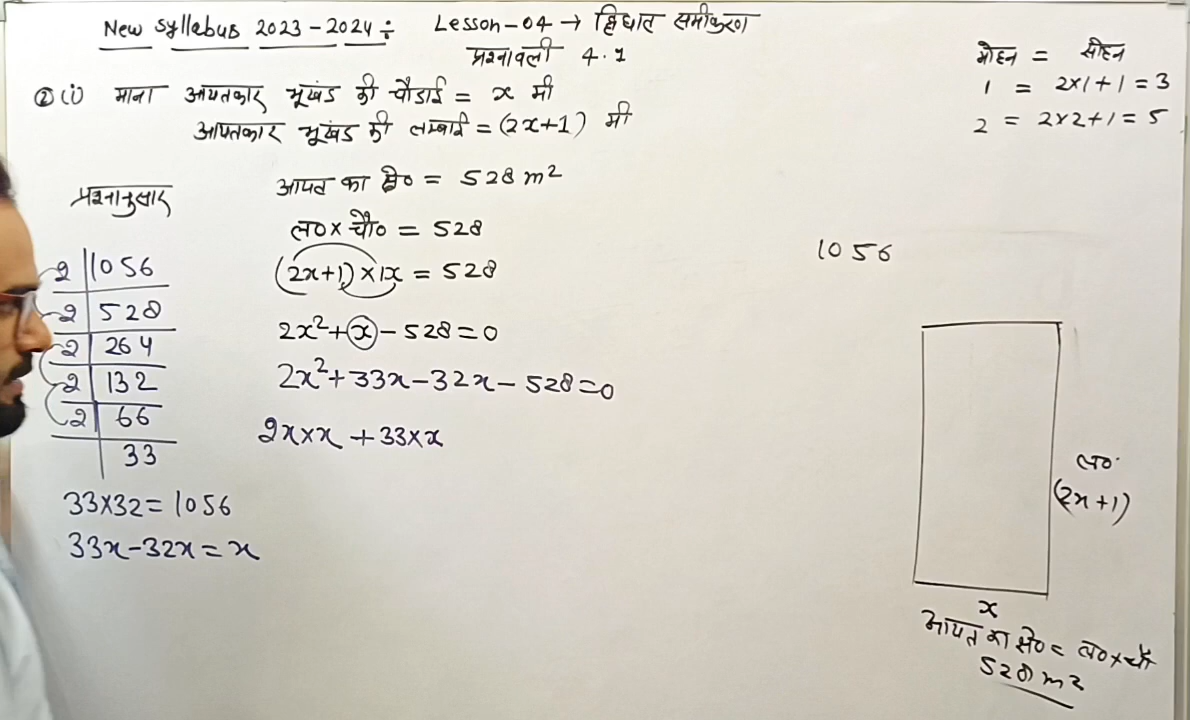 New Syllabus 2023-2024 ÷ Lesson-04 → द्विघात समीकरण
प्रश्नावली 4.1
② (i) माना आयतकार भूखंड की चौडाई = x मी
आयतकार भूखंड की लम्बाई = (2x+1) मी
मोहन = सोहन
1 = 2×1+1 = 3
2 = 2×2+1 = 5
प्रश्नानुसार
आयत का क्षे० = 528 m²
ल० × चौ० = 528
(2x+1) × 1x = 528
2x² + x - 528 = 0
2x² + 33x - 32x - 528 = 0
2x×x + 33×x
2 | 1056
2 | 528
2 | 264
2 | 132
2 | 66
33
33×32 = 1056
33x - 32x = x
1056
ल०
(2x+1)
x
आयत का क्षे० = ल० × चौ
528 m²